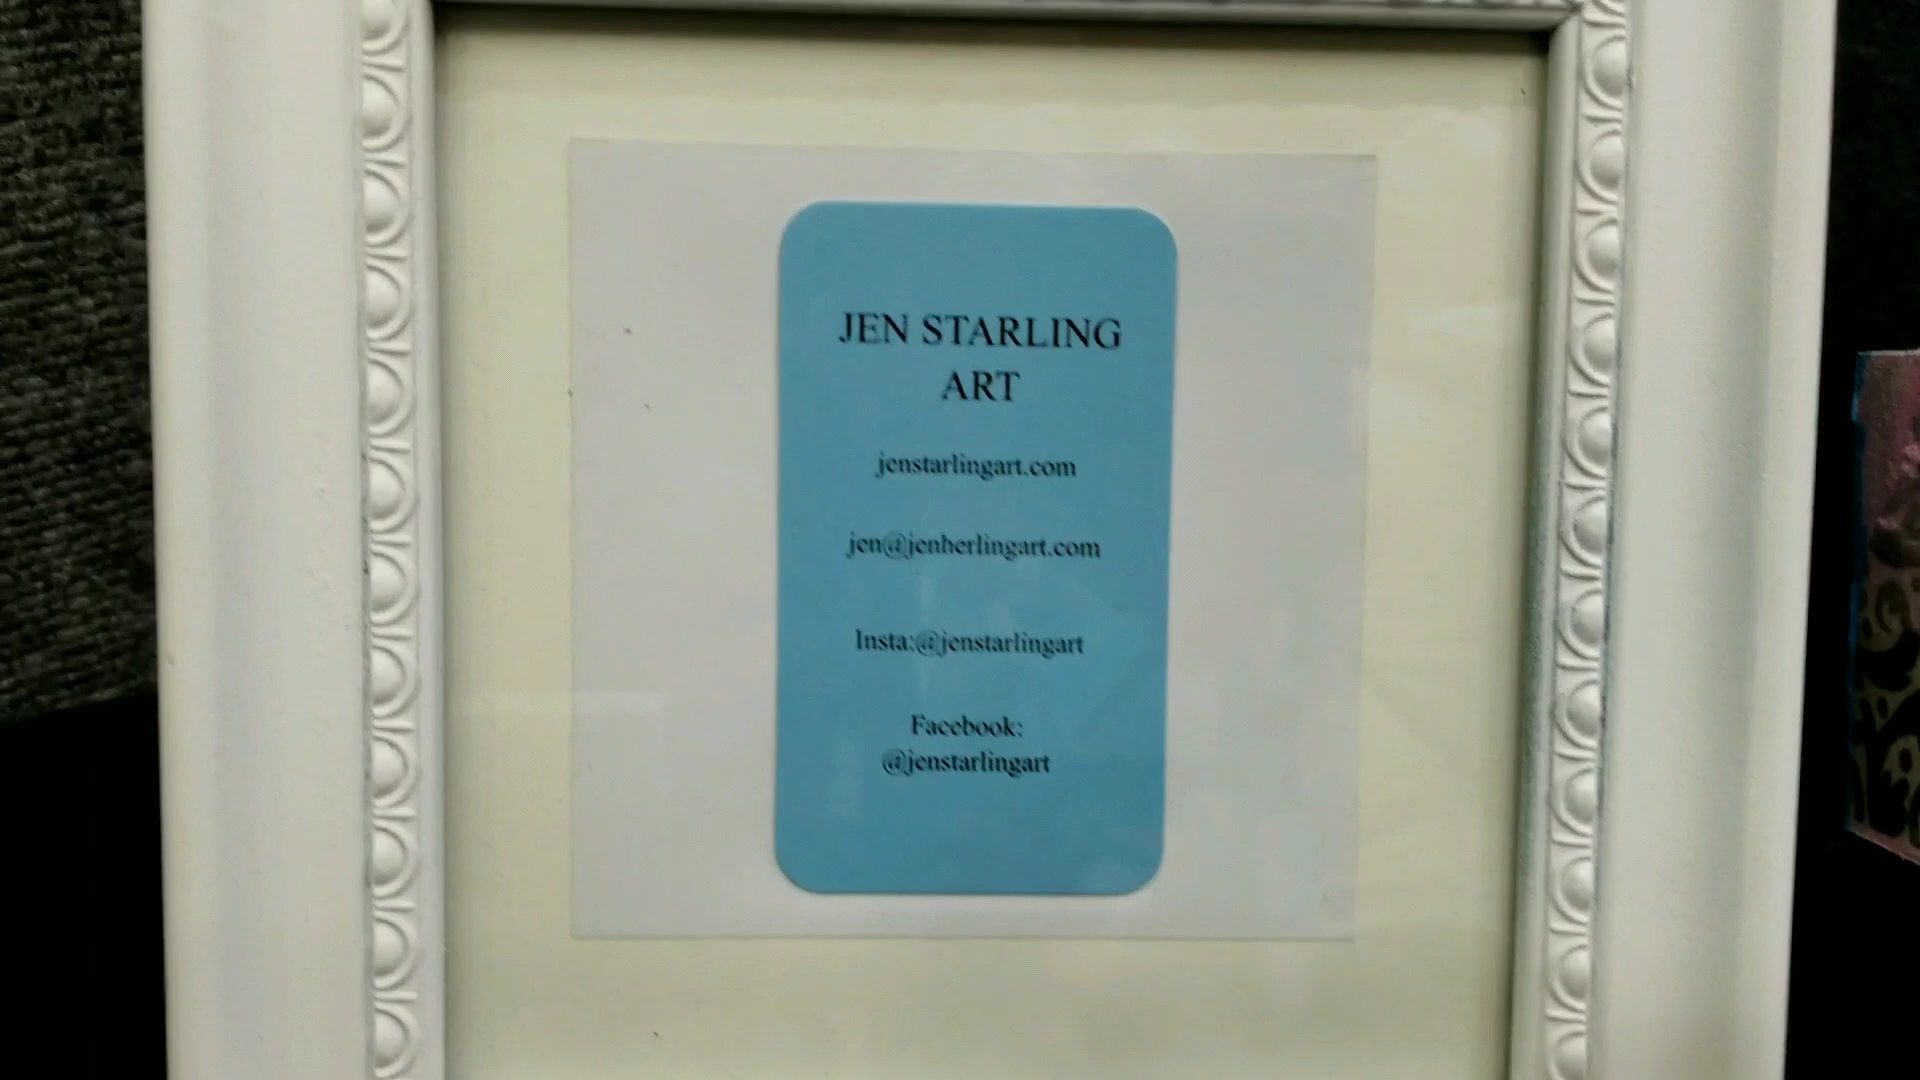 JEN STARLING
ART
jenstarlingart.com
jen@jenherlingart.com
Insta:@jenstarlingart
Facebook:
@jenstarlingart